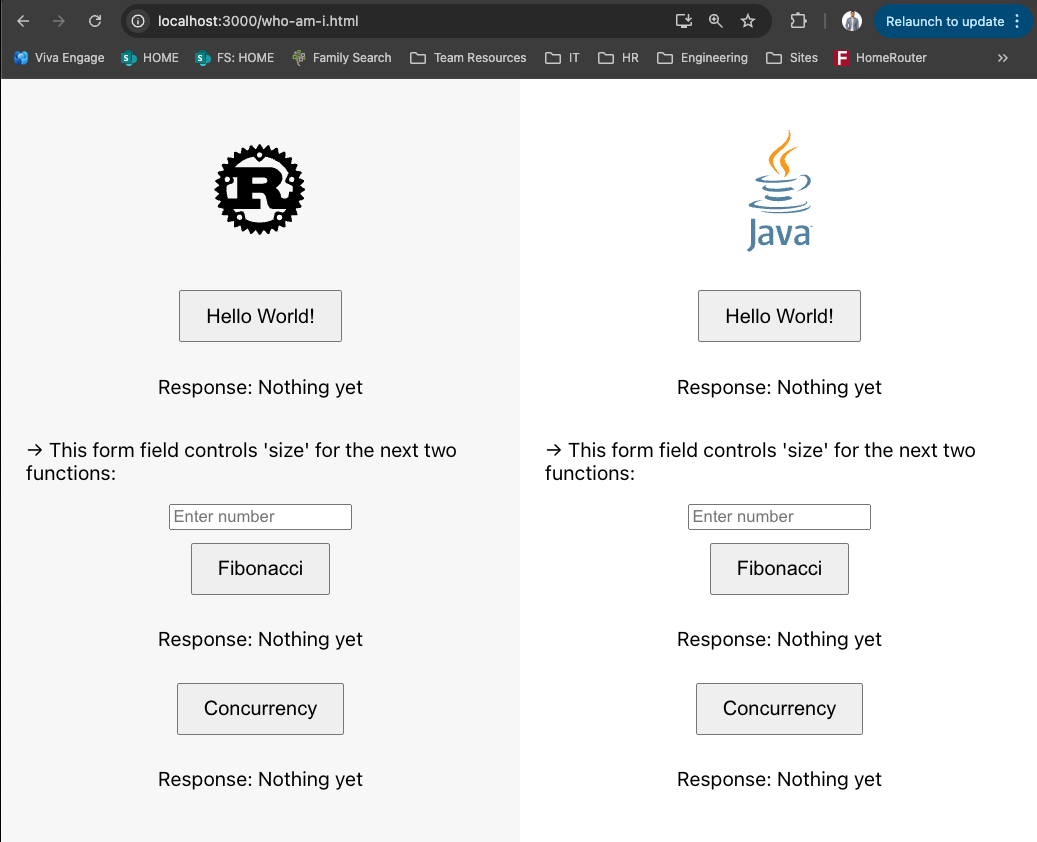 localhost:3000/who-am-i.html
Relaunch to update
Viva Engage
HOME
FS: HOME
Family Search
Team Resources
IT
HR
Engineering
Sites
HomeRouter
R
Hello World!
Response: Nothing yet
→ This form field controls 'size' for the next two
functions:
Enter number
Fibonacci
Response: Nothing yet
Concurrency
Response: Nothing yet
Java
Hello World!
Response: Nothing yet
→ This form field controls 'size' for the next two
functions:
Enter number
Fibonacci
Response: Nothing yet
Concurrency
Response: Nothing yet